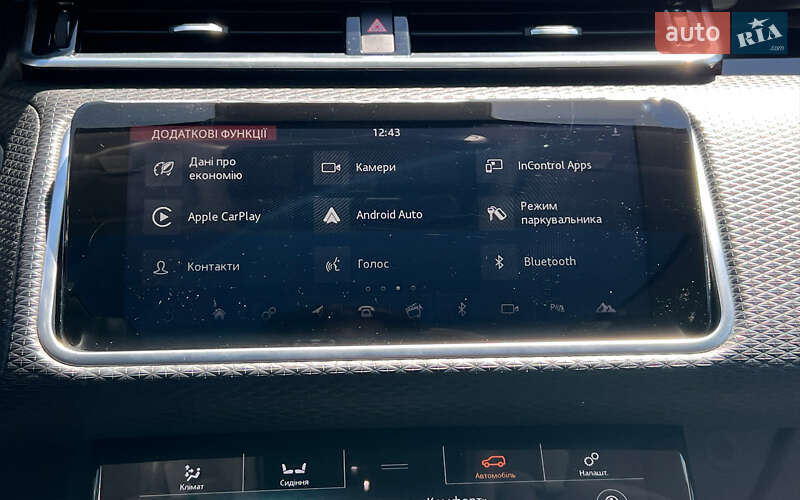 auto RIA .com
ДОДАТКОВІ ФУНКЦІЇ
12:43
Дані про
економію
Камери
InControl Apps
Apple CarPlay
Android Auto
Режим
паркувальника
Контакти
Голос
Bluetooth
Клімат
Сидіння
Автомобіль
Налашт.